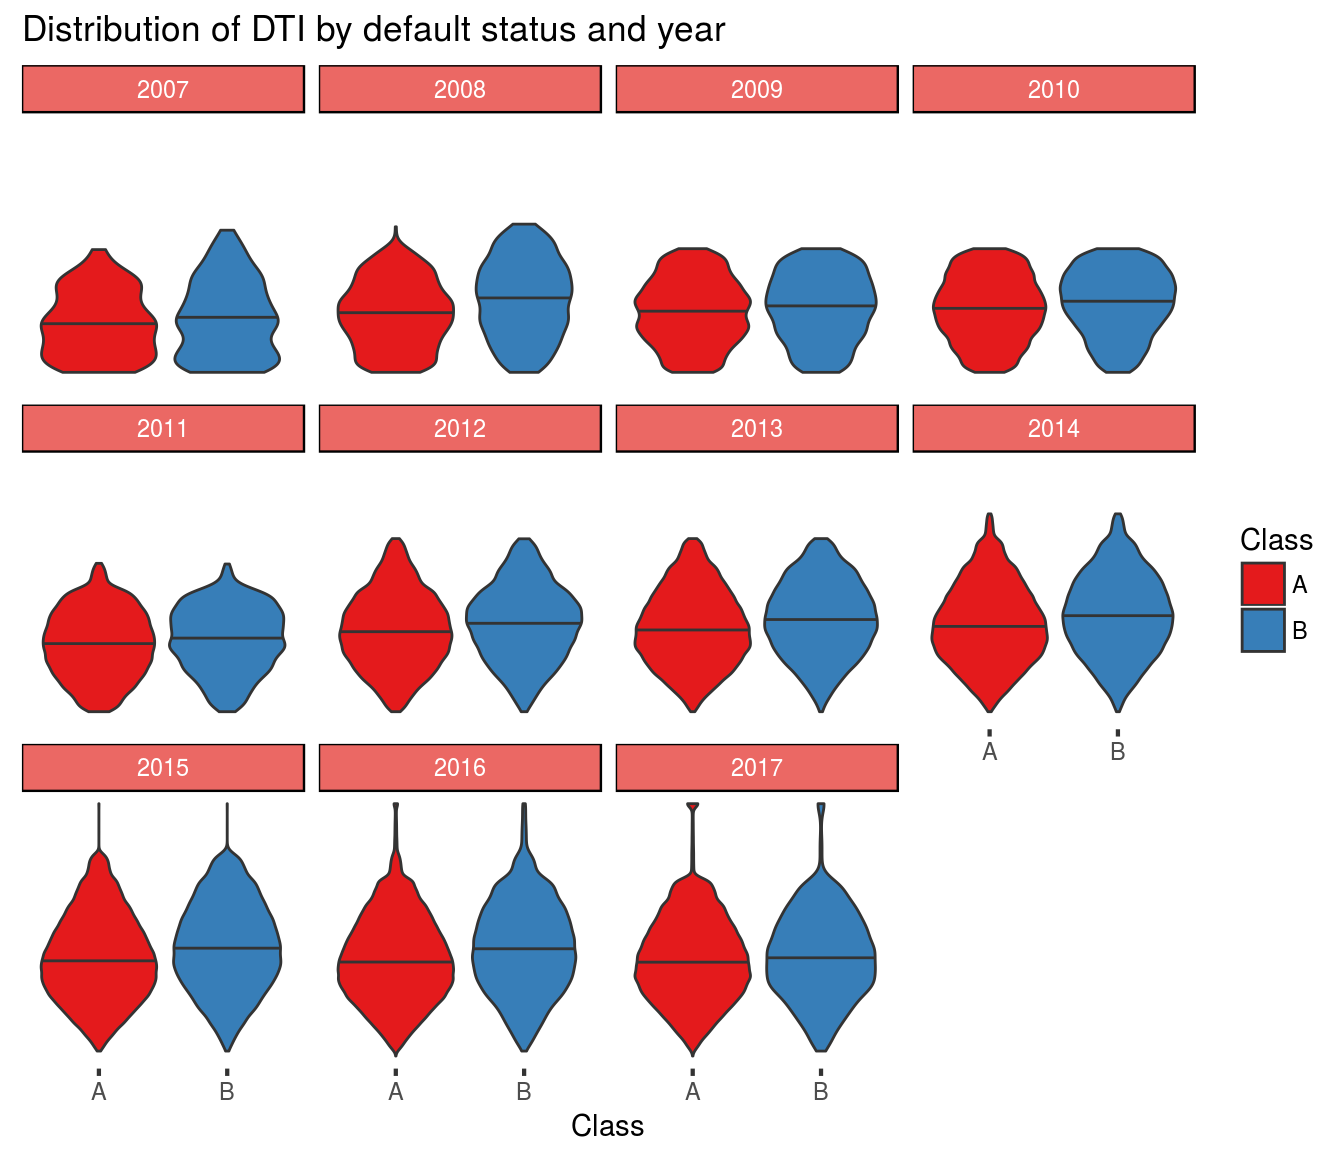 Distribution of DTI by default status and year
2007 2008 2009 2010
2011 2012 2013 2014
Class
A
B
A B
2015 2016 2017
A B A B A B
Class